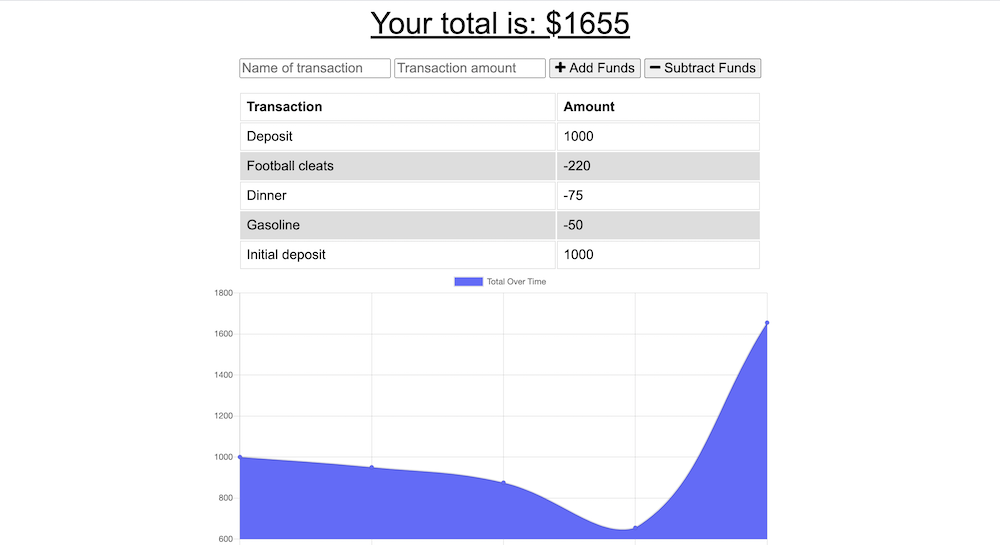 Your total is: $1655
Name of transaction Transaction amount + Add Funds − Subtract Funds
Transaction Amount
Deposit 1000
Football cleats -220
Dinner -75
Gasoline -50
Initial deposit 1000
Total Over Time
1800
1600
1400
1200
1000
800
600